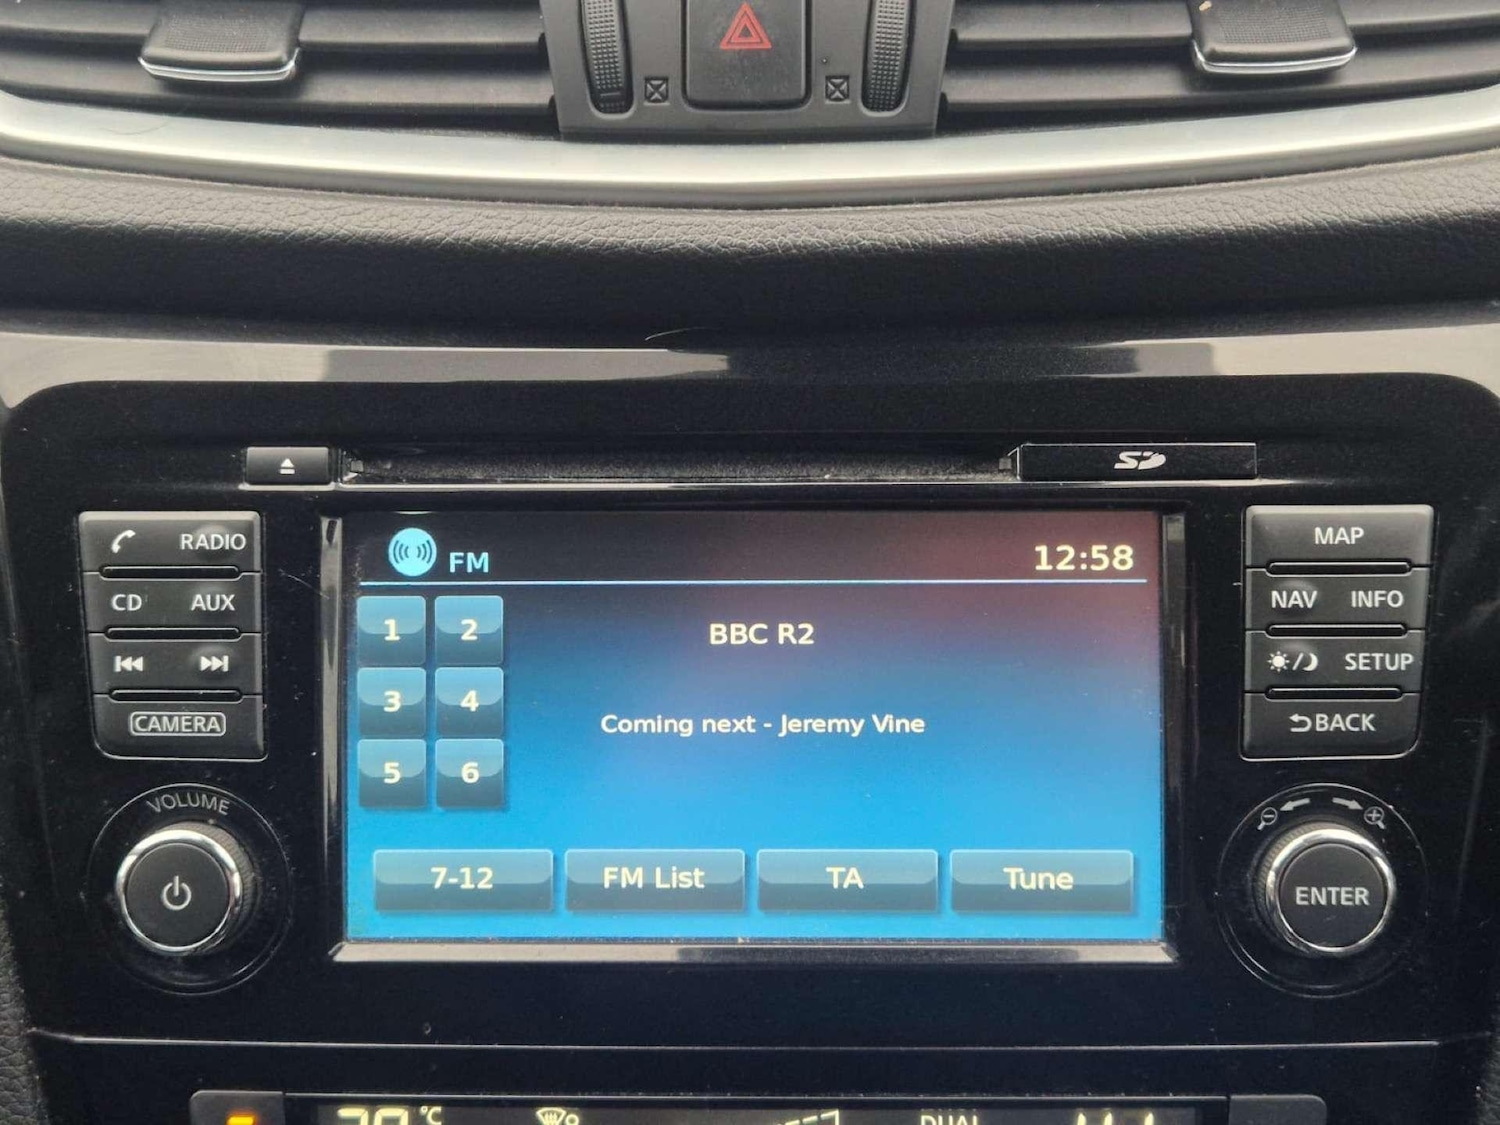 SD
RADIO
CD AUX
CAMERA
VOLUME
FM 12:58
1 2
BBC R2
3 4
Coming next - Jeremy Vine
5 6
7-12 FM List TA Tune
MAP
NAV INFO
SETUP
BACK
ENTER
°C
DUAL